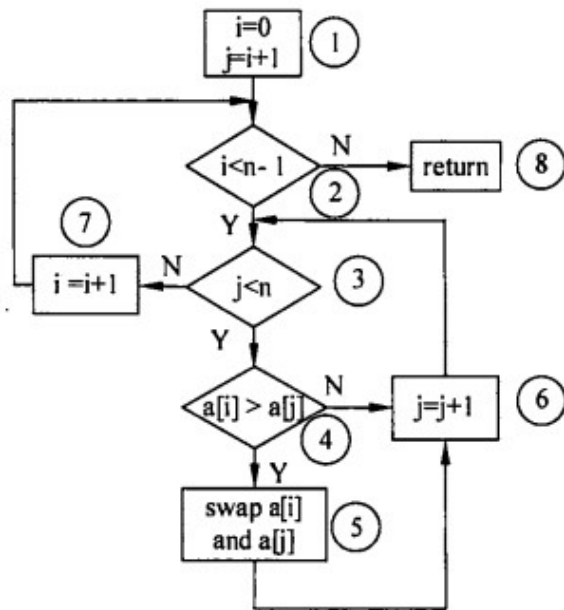 i=0
j=i+1
1
i<n-1
N
return
8
2
Y
7
i =i+1
N
j<n
3
Y
a[i] > a[j]
N
j=j+1
6
4
Y
swap a[i]
and a[j]
5